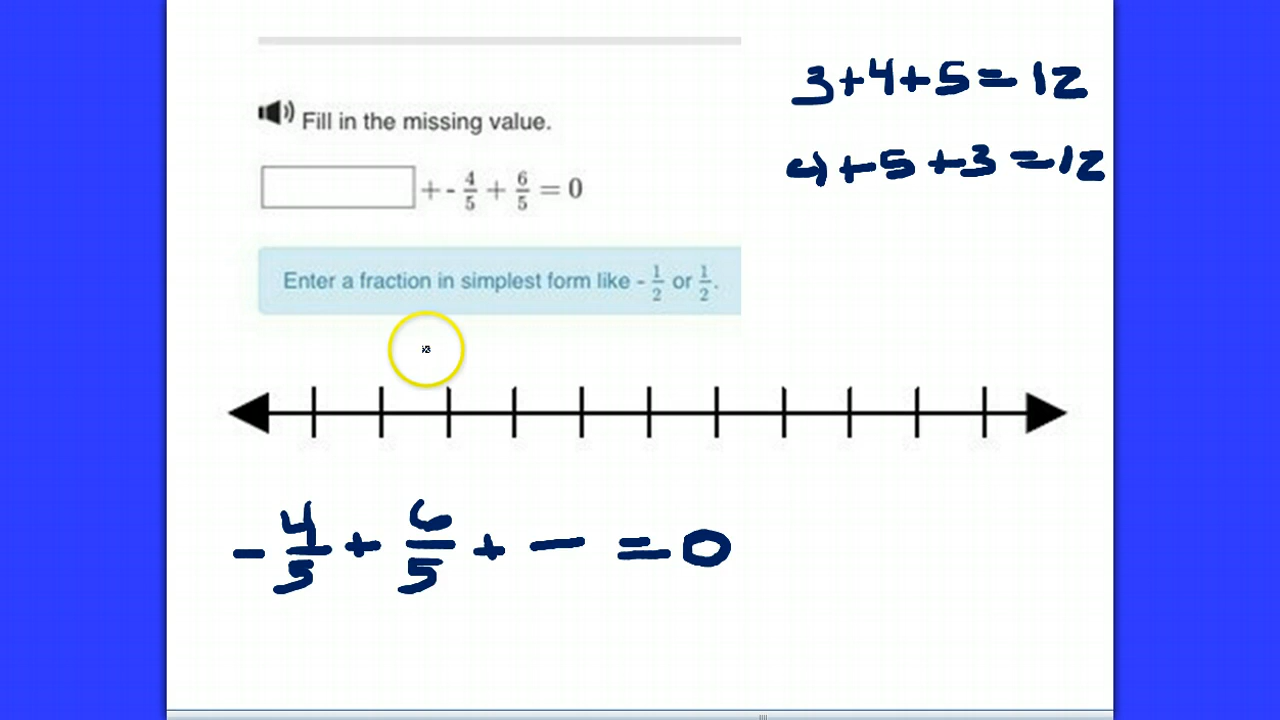 3+4+5=12
Fill in the missing value.
4+5+3=12
+ - 4/5 + 6/5 = 0
Enter a fraction in simplest form like - 1/2 or 1/2.
- 4/5 + 6/5 + — = 0